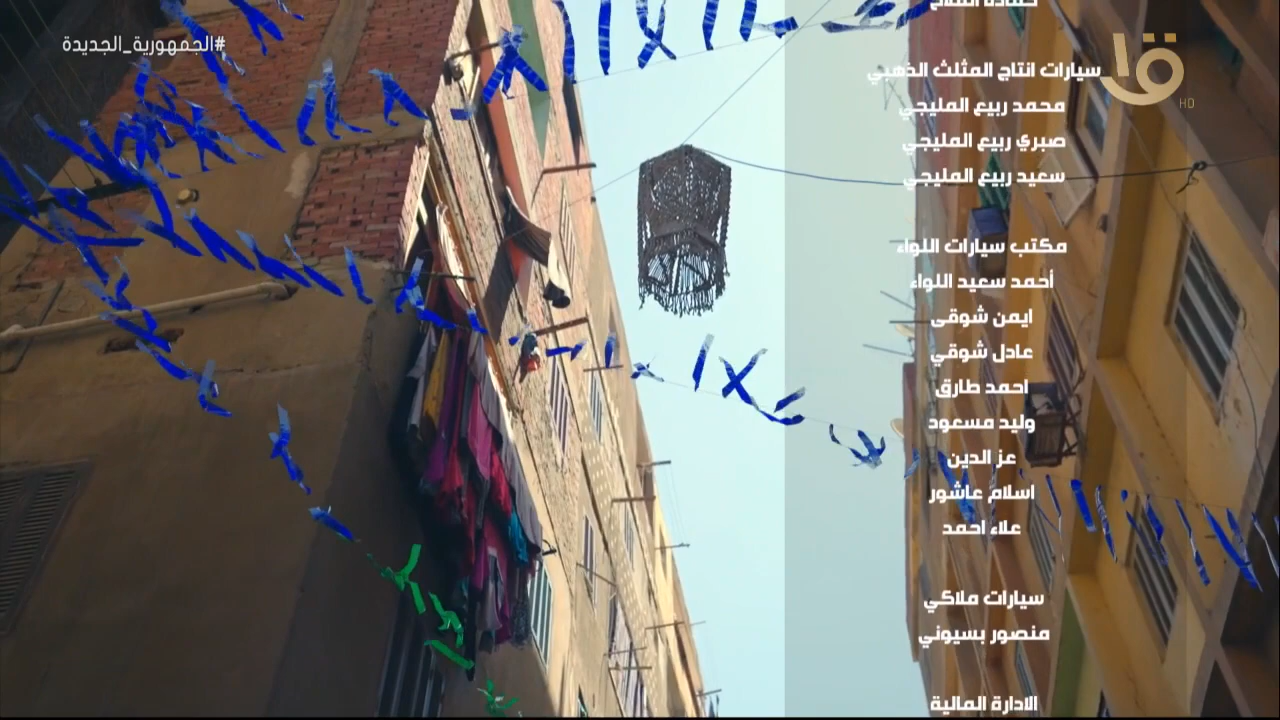 #الجمهورية_الجديدة
سيارات انتاج المثلث الذهبي
محمد ربيع المليجي
صبري ربيع المليجي
سعيد ربيع المليجي
مكتب سيارات اللواء
أحمد سعيد اللواء
ايمن شوقى
عادل شوقي
احمد طارق
وليد مسعود
عز الدين
اسلام عاشور
علاء احمد
سيارات ملاكي
منصور بسيوني
الادارة المالية
HD